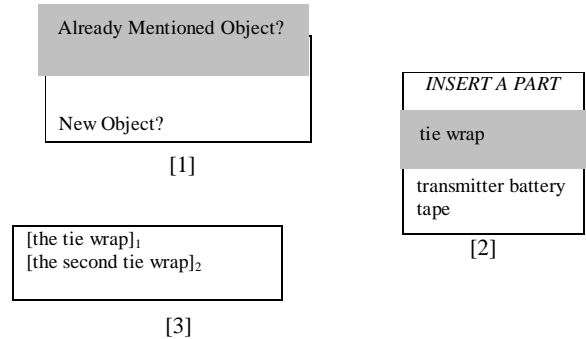 Already Mentioned Object?
New Object?
[1]
INSERT A PART
tie wrap
transmitter battery
tape
[2]
[the tie wrap]₁
[the second tie wrap]₂
[3]